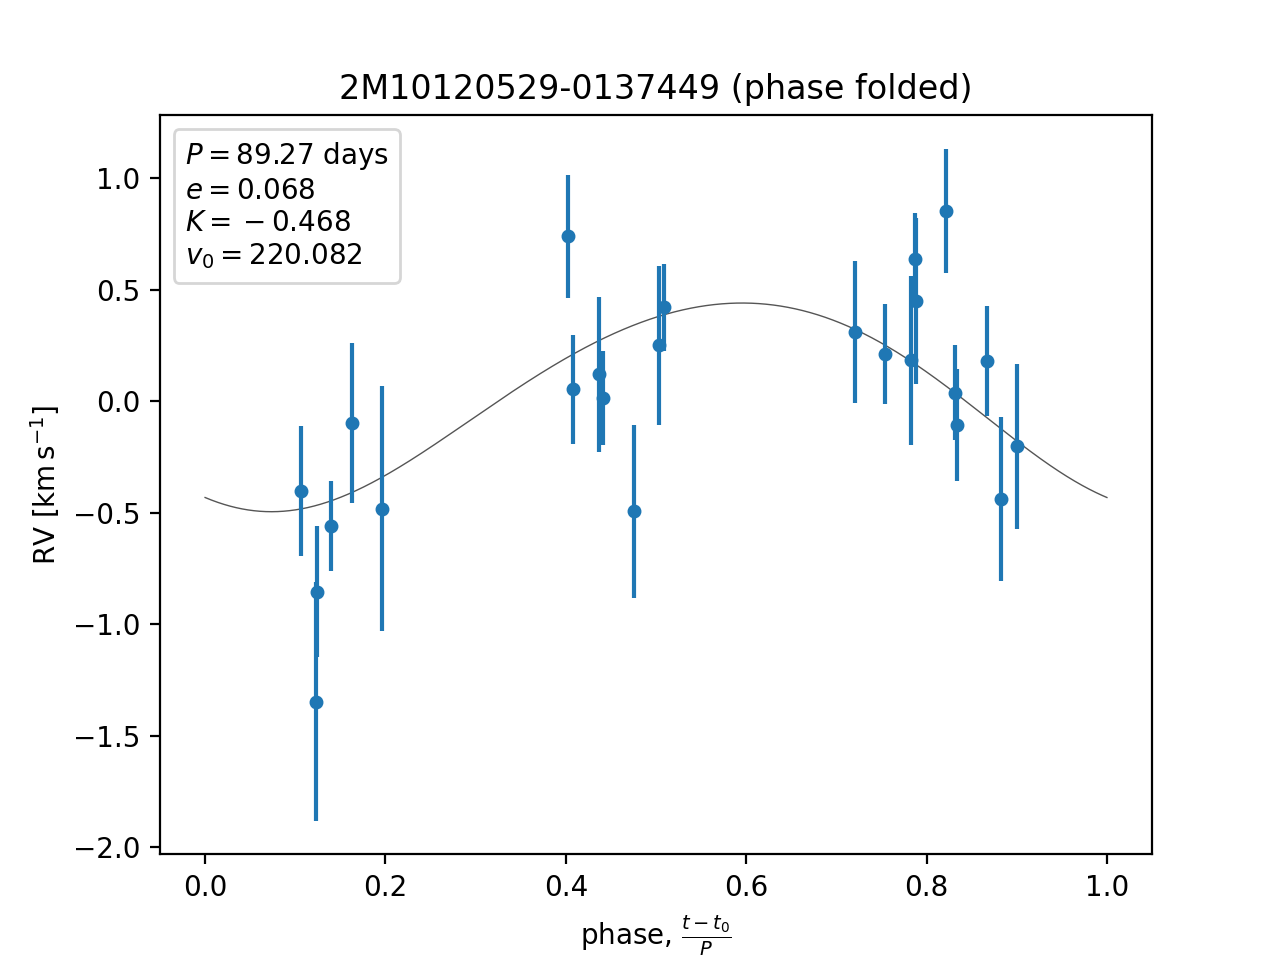 2M10120529-0137449 (phase folded)
P = 89.27 days
e = 0.068
K = −0.468
v₀ = 220.082
1.0
0.5
0.0
−0.5
−1.0
−1.5
−2.0
RV [km s⁻¹]
0.0 0.2 0.4 0.6 0.8 1.0
phase, (t − t₀)/P